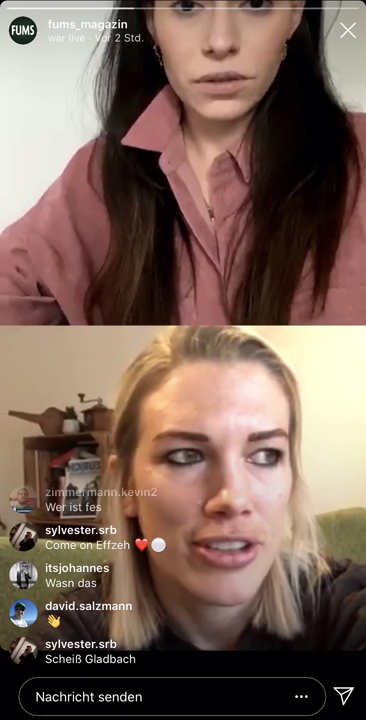 FUMS
fums_magazin
war live · Vor 2 Std.
zimmermann.kevin2
Wer ist fes
sylvester.srb
Come on Effzeh ❤️⚪
itsjohannes
Wasn das
david.salzmann
👋
sylvester.srb
Scheiß Gladbach
Nachricht senden